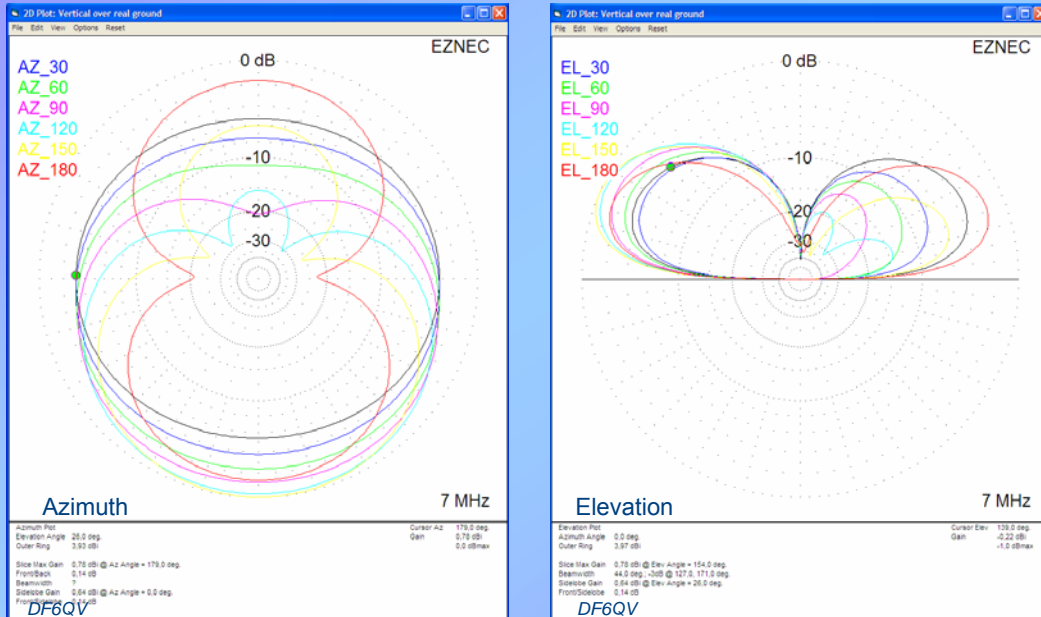 2D Plot: Vertical over real ground
File Edit View Options Reset
EZNEC
0 dB
AZ_30
AZ_60
AZ_90
AZ_120
AZ_150
AZ_180
-10
-20
-30
Azimuth
7 MHz
Azimuth Plot
Elevation Angle 26,0 deg.
Outer Ring 3,93 dBi
Cursor Az 179,0 deg.
Gain 0,78 dBi
0,0 dBmax
Slice Max Gain 0,78 dBi @ Az Angle = 179,0 deg.
Front/Back 0,14 dB
Beamwidth ?
Sidelobe Gain 0,64 dBi @ Az Angle = 0,0 deg.
Front/Sidelobe 0,14 dB
DF6QV
2D Plot: Vertical over real ground
File Edit View Options Reset
EZNEC
0 dB
EL_30
EL_60
EL_90
EL_120
EL_150
EL_180
-10
-20
-30
Elevation
7 MHz
Elevation Plot
Azimuth Angle 0,0 deg.
Outer Ring 3,97 dBi
Cursor Elev 139,0 deg.
Gain -0,22 dBi
-1,0 dBmax
Slice Max Gain 0,78 dBi @ Elev Angle = 154,0 deg.
Beamwidth 44,0 deg.; -3dB @ 127,0, 171,0 deg.
Sidelobe Gain 0,64 dBi @ Elev Angle = 26,0 deg.
Front/Sidelobe 0,14 dB
DF6QV